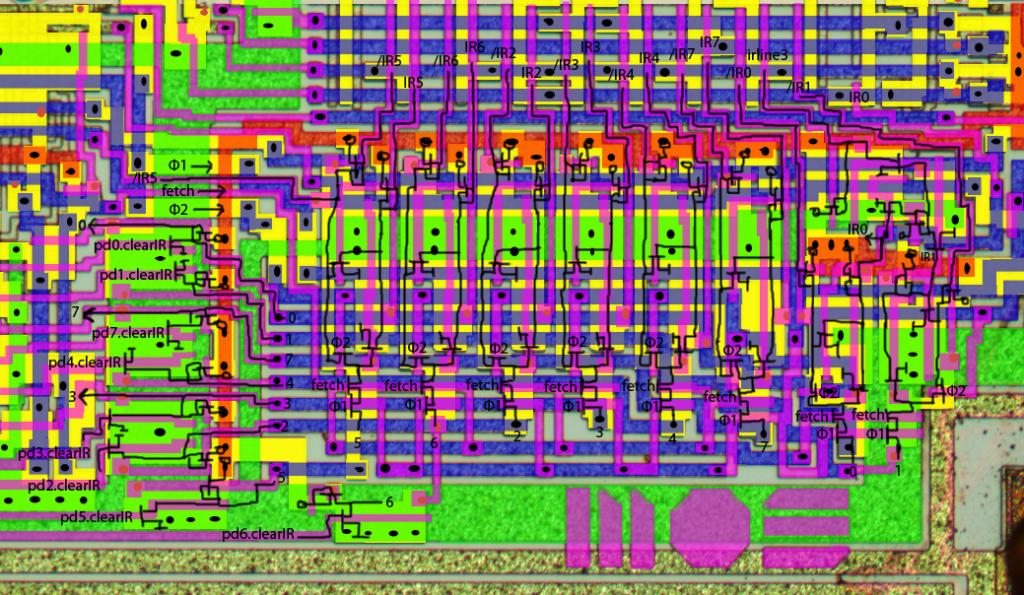 IR6 /IR2 IR3 IR7
/IR5 /IR6 /IR3 IR4 /IR7 irline3
IR5 IR2 /IR4 /IR0 /IR1 IR0
Φ1
/IR5
fetch
Φ2
0
pd0.clearIR
IR0
IR1
pd1.clearIR
7
0
pd7.clearIR
1
Φ2 Φ2 Φ2 Φ2 Φ2 Φ2
7
pd4.clearIR
4
fetch fetch fetch fetch fetch fetch
Φ2 Φ2
3
3
Φ1 Φ1 Φ1 Φ1 Φ1 Φ1
fetch fetch
Φ1 Φ1
2
5 6 2 3 4 7
pd3.clearIR
0 1
pd2.clearIR
5
6
pd5.clearIR
pd6.clearIR